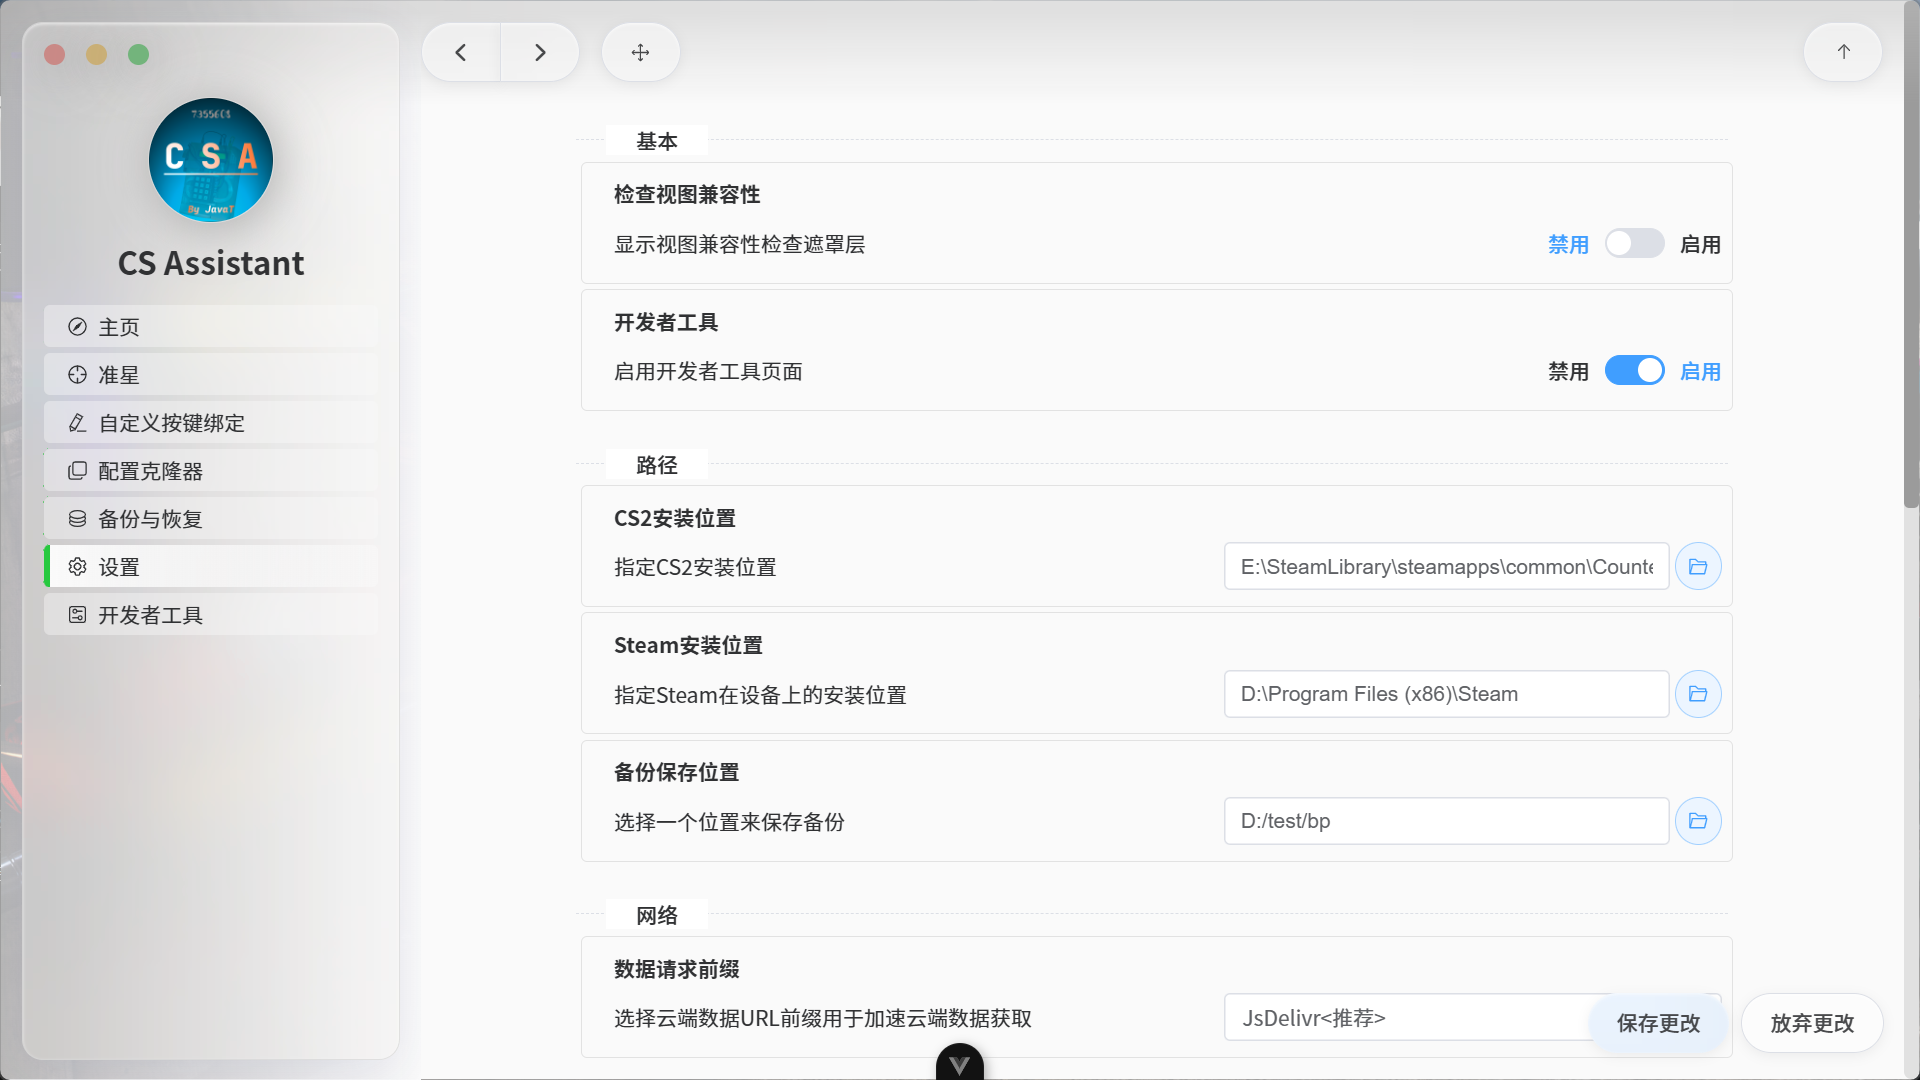 735560$
CSA
By JavaT
CS Assistant
主页
准星
自定义按键绑定
配置克隆器
备份与恢复
设置
开发者工具
基本
检查视图兼容性
显示视图兼容性检查遮罩层
禁用
启用
开发者工具
启用开发者工具页面
禁用
启用
路径
CS2安装位置
指定CS2安装位置
E:\SteamLibrary\steamapps\common\Counte
Steam安装位置
指定Steam在设备上的安装位置
D:\Program Files (x86)\Steam
备份保存位置
选择一个位置来保存备份
D:/test/bp
网络
数据请求前缀
选择云端数据URL前缀用于加速云端数据获取
JsDelivr<推荐>
保存更改
放弃更改